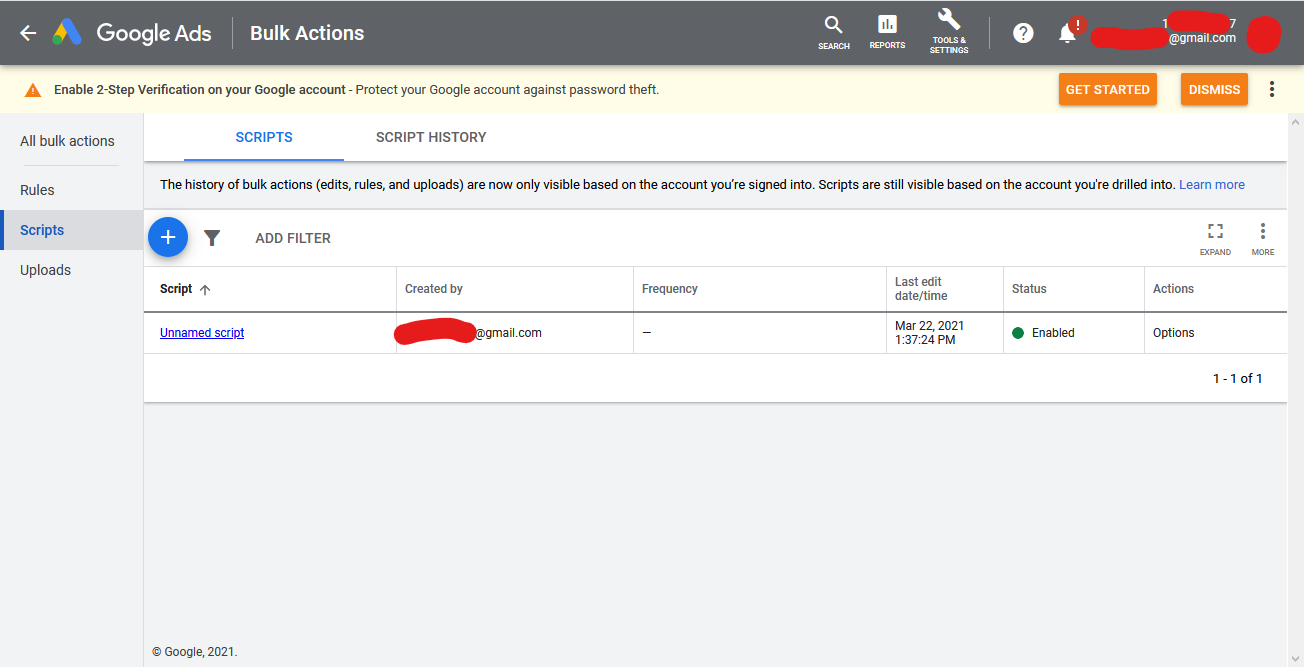 Google Ads
Bulk Actions
SEARCH
REPORTS
TOOLS &
SETTINGS
?
!
1
7
@gmail.com
Enable 2-Step Verification on your Google account - Protect your Google account against password theft.
GET STARTED
DISMISS
All bulk actions
Rules
Scripts
Uploads
SCRIPTS
SCRIPT HISTORY
The history of bulk actions (edits, rules, and uploads) are now only visible based on the account you’re signed into. Scripts are still visible based on the account you're drilled into. Learn more
ADD FILTER
EXPAND
MORE
Script
Created by
Frequency
Last edit
date/time
Status
Actions
Unnamed script
@gmail.com
—
Mar 22, 2021
1:37:24 PM
Enabled
Options
1 - 1 of 1
© Google, 2021.